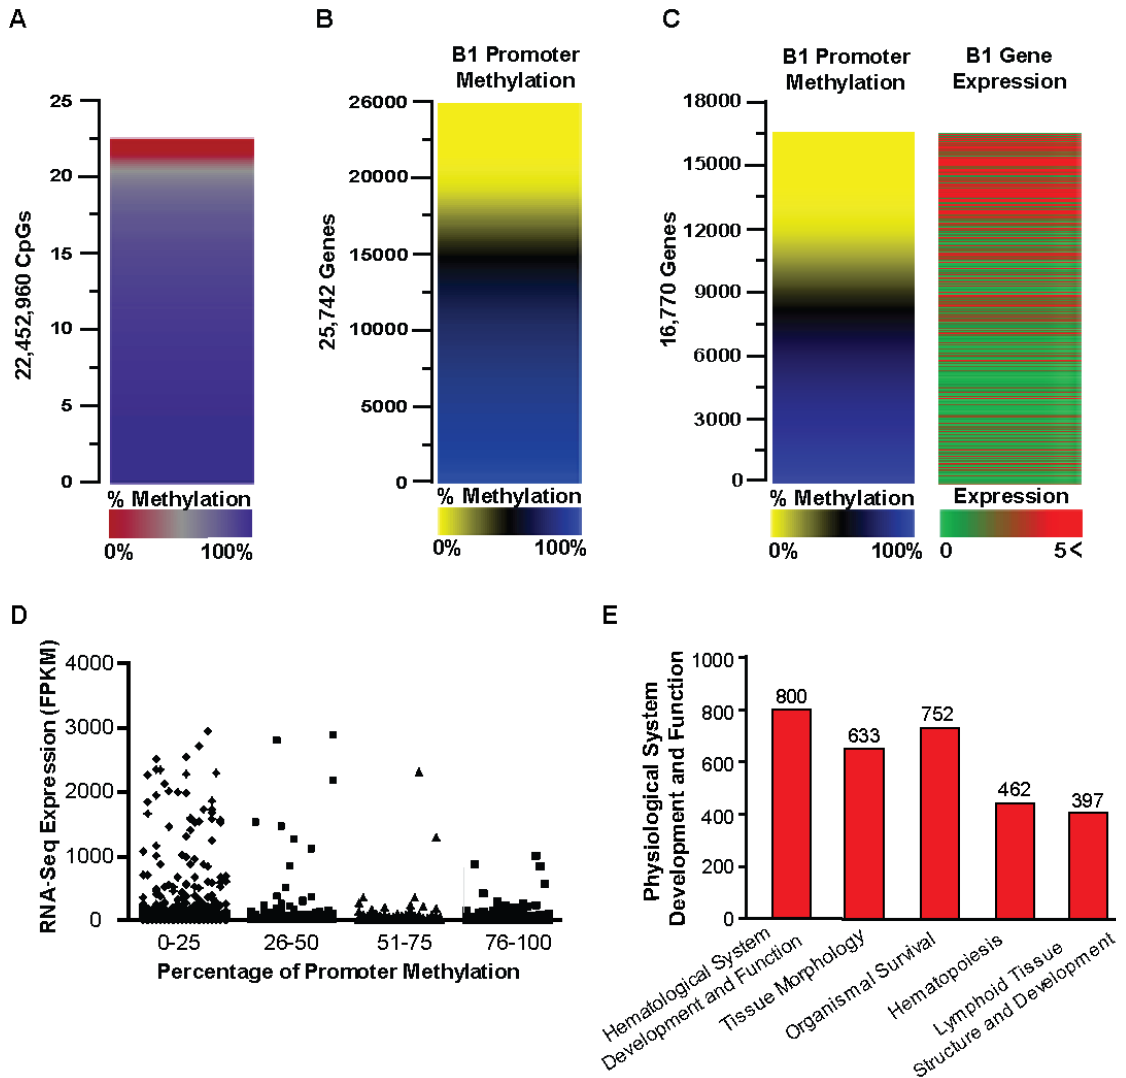 A
25
20
15
10
5
0
22,452,960 CpGs
% Methylation
0% 100%
B
B1 Promoter
Methylation
26000
20000
15000
10000
5000
0
25,742 Genes
% Methylation
0% 100%
C
B1 Promoter
Methylation
18000
15000
12000
9000
6000
3000
0
16,770 Genes
% Methylation
0% 100%
B1 Gene
Expression
Expression
0 5<
D
RNA-Seq Expression (FPKM)
4000
3000
2000
1000
0
0-25 26-50 51-75 76-100
Percentage of Promoter Methylation
E
Physiological System
Development and Function
1000
800
600
400
200
0
800
633
752
462
397
Hematological System
Development and Function
Tissue Morphology
Organismal Survival
Hematopoiesis
Lymphoid Tissue
Structure and Development